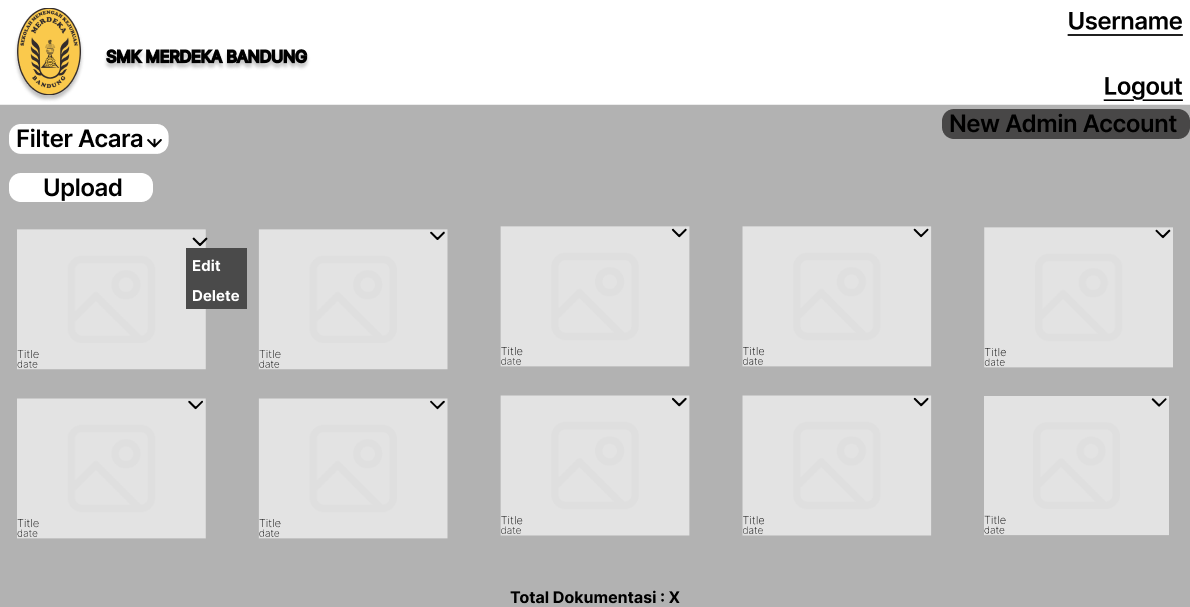 SEKOLAH MENENGAH KEJURUAN
MERDEKA
BANDUNG
SMK MERDEKA BANDUNG
Username
Logout
New Admin Account
Filter Acara
Upload
Edit
Delete
Title
date
Title
date
Title
date
Title
date
Title
date
Title
date
Title
date
Title
date
Title
date
Title
date
Total Dokumentasi : X